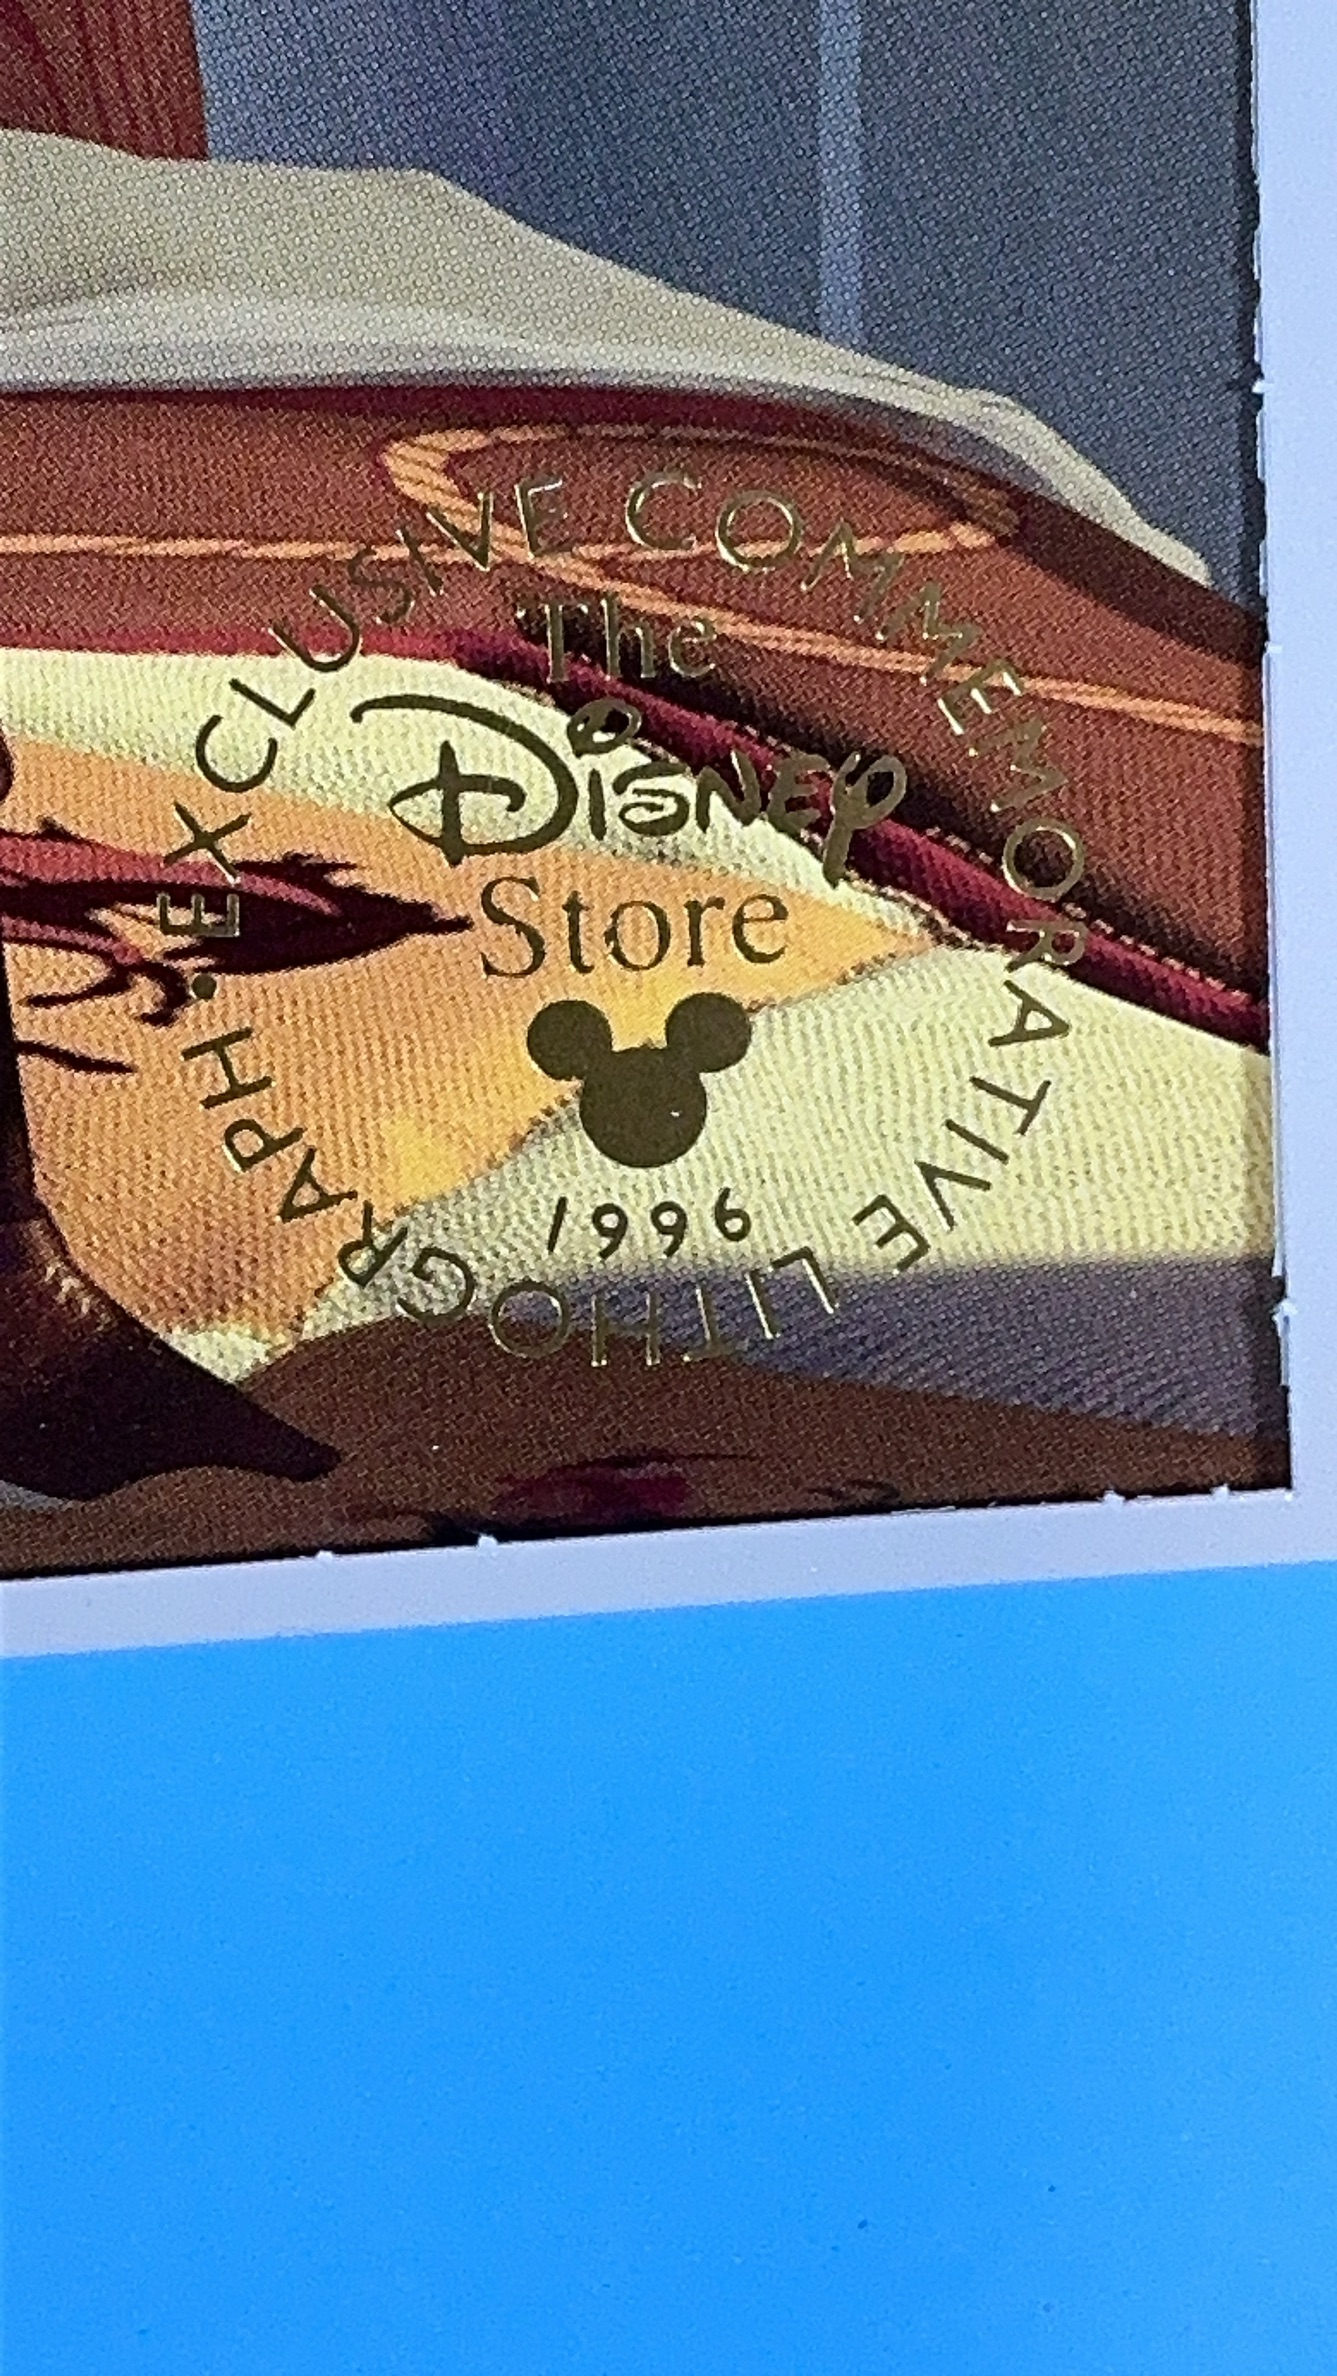 EXCLUSIVE COMMEMORATIVE LITHOGRAPH.
The
Disney
Store
1996